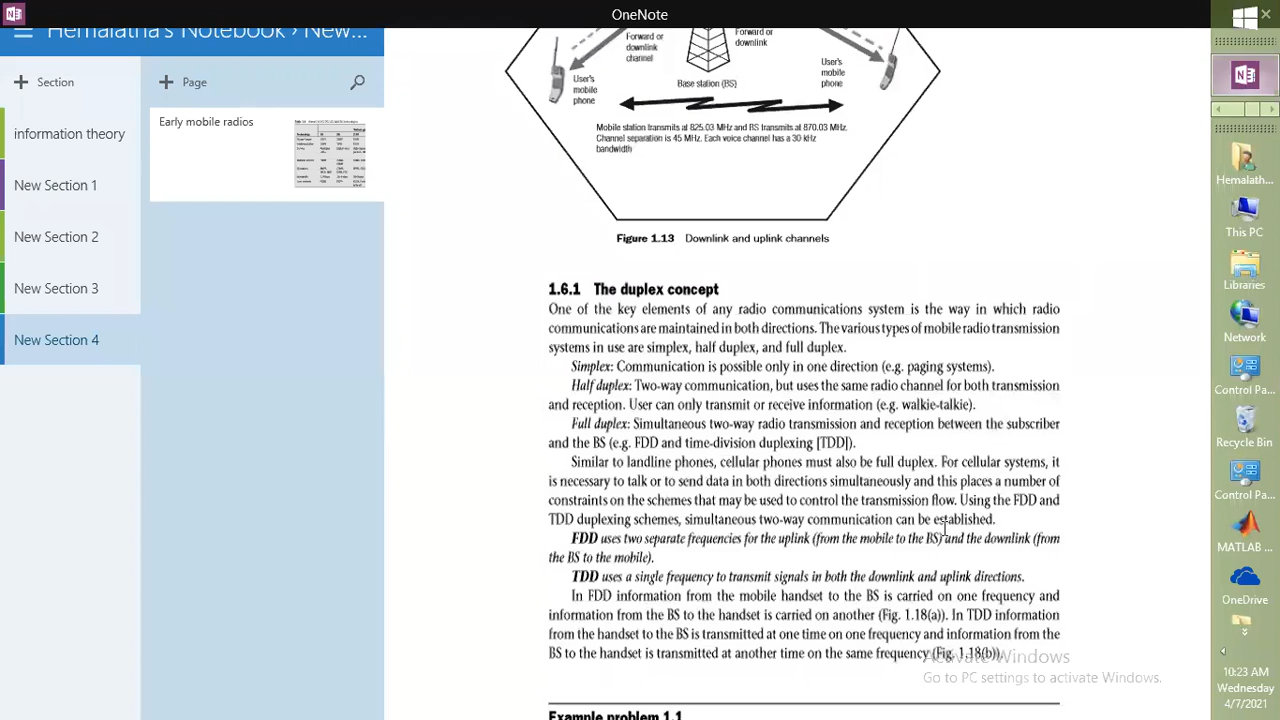 OneNote
Hemalatha's Notebook › New...
Section
Page
information theory
New Section 1
New Section 2
New Section 3
New Section 4
Early mobile radios
Forward or
downlink
channel
Forward or
downlink
User's
mobile
phone
User's
mobile
phone
Base station (BS)
Mobile station transmits at 825.03 MHz and BS transmits at 870.03 MHz.
Channel separation is 45 MHz. Each voice channel has a 30 kHz
bandwidth
Figure 1.13 Downlink and uplink channels
1.6.1 The duplex concept
One of the key elements of any radio communications system is the way in which radio
communications are maintained in both directions. The various types of mobile radio transmission
systems in use are simplex, half duplex, and full duplex.
Simplex: Communication is possible only in one direction (e.g. paging systems).
Half duplex: Two-way communication, but uses the same radio channel for both transmission
and reception. User can only transmit or receive information (e.g. walkie-talkie).
Full duplex: Simultaneous two-way radio transmission and reception between the subscriber
and the BS (e.g. FDD and time-division duplexing [TDD]).
Similar to landline phones, cellular phones must also be full duplex. For cellular systems, it
is necessary to talk or to send data in both directions simultaneously and this places a number of
constraints on the schemes that may be used to control the transmission flow. Using the FDD and
TDD duplexing schemes, simultaneous two-way communication can be established.
FDD uses two separate frequencies for the uplink (from the mobile to the BS) and the downlink (from
the BS to the mobile).
TDD uses a single frequency to transmit signals in both the downlink and uplink directions.
In FDD information from the mobile handset to the BS is carried on one frequency and
information from the BS to the handset is carried on another (Fig. 1.18(a)). In TDD information
from the handset to the BS is transmitted at one time on one frequency and information from the
BS to the handset is transmitted at another time on the same frequency (Fig. 1.18(b)).
Example problem 1.1
Activate Windows
Go to PC settings to activate Windows.
Hemalath...
This PC
Libraries
Network
Control Pa...
Recycle Bin
Control Pa...
MATLAB ...
OneDrive
10:23 AM
Wednesday
4/7/2021